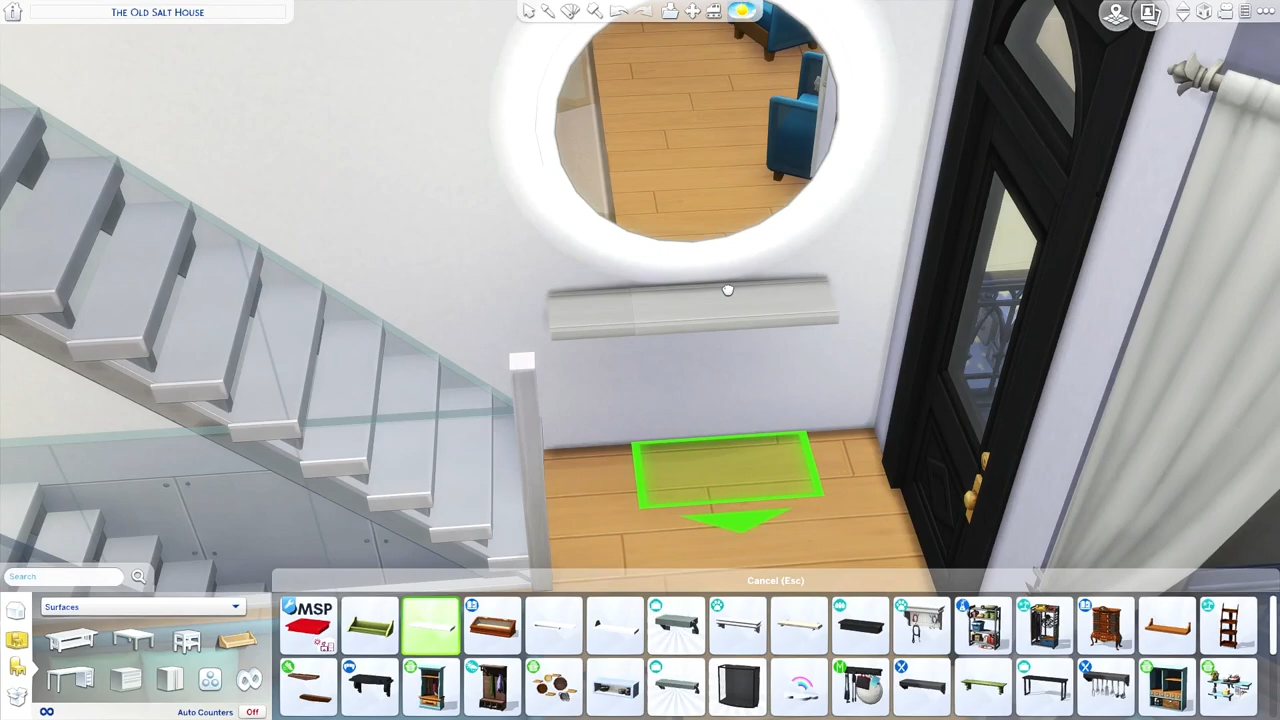 The Old Salt House
Search
Cancel (Esc)
Surfaces
MSP
Auto Counters
Off